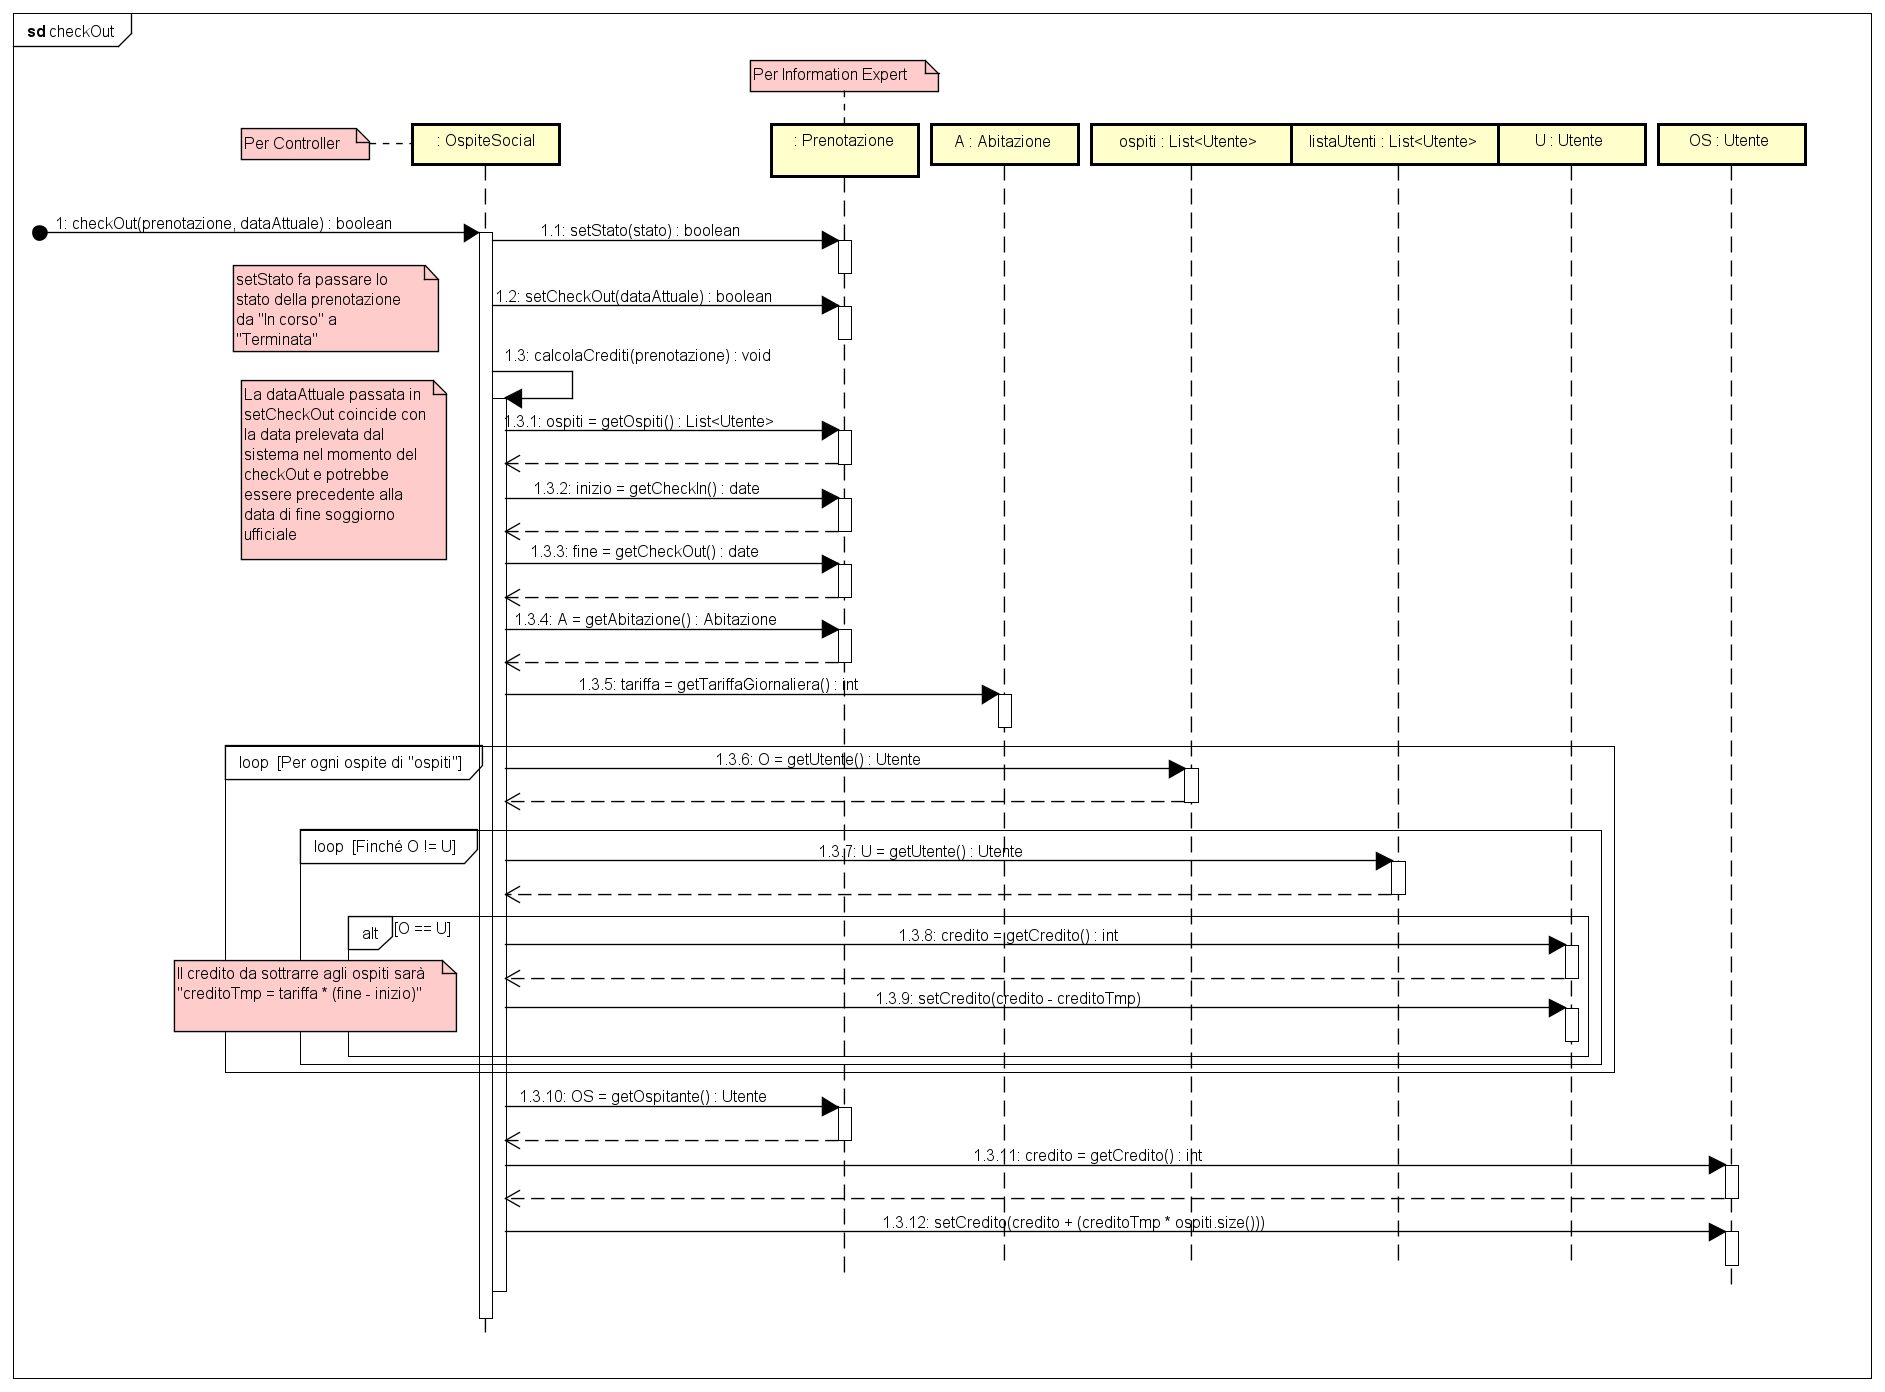 sd checkOut
Per Information Expert
Per Controller
: OspiteSocial
: Prenotazione
A : Abitazione
ospiti : List<Utente>
listaUtenti : List<Utente>
U : Utente
OS : Utente
1: checkOut(prenotazione, dataAttuale) : boolean
1.1: setStato(stato) : boolean
setStato fa passare lo
stato della prenotazione
da "In corso" a
"Terminata"
1.2: setCheckOut(dataAttuale) : boolean
1.3: calcolaCrediti(prenotazione) : void
La dataAttuale passata in
setCheckOut coincide con
la data prelevata dal
sistema nel momento del
checkOut e potrebbe
essere precedente alla
data di fine soggiorno
ufficiale
1.3.1: ospiti = getOspiti() : List<Utente>
1.3.2: inizio = getCheckIn() : date
1.3.3: fine = getCheckOut() : date
1.3.4: A = getAbitazione() : Abitazione
1.3.5: tariffa = getTariffaGiornaliera() : int
loop [Per ogni ospite di "ospiti"]
1.3.6: O = getUtente() : Utente
loop [Finché O != U]
1.3.7: U = getUtente() : Utente
alt [O == U]
1.3.8: credito = getCredito() : int
Il credito da sottrarre agli ospiti sarà
"creditoTmp = tariffa * (fine - inizio)"
1.3.9: setCredito(credito - creditoTmp)
1.3.10: OS = getOspitante() : Utente
1.3.11: credito = getCredito() : int
1.3.12: setCredito(credito + (creditoTmp * ospiti.size()))